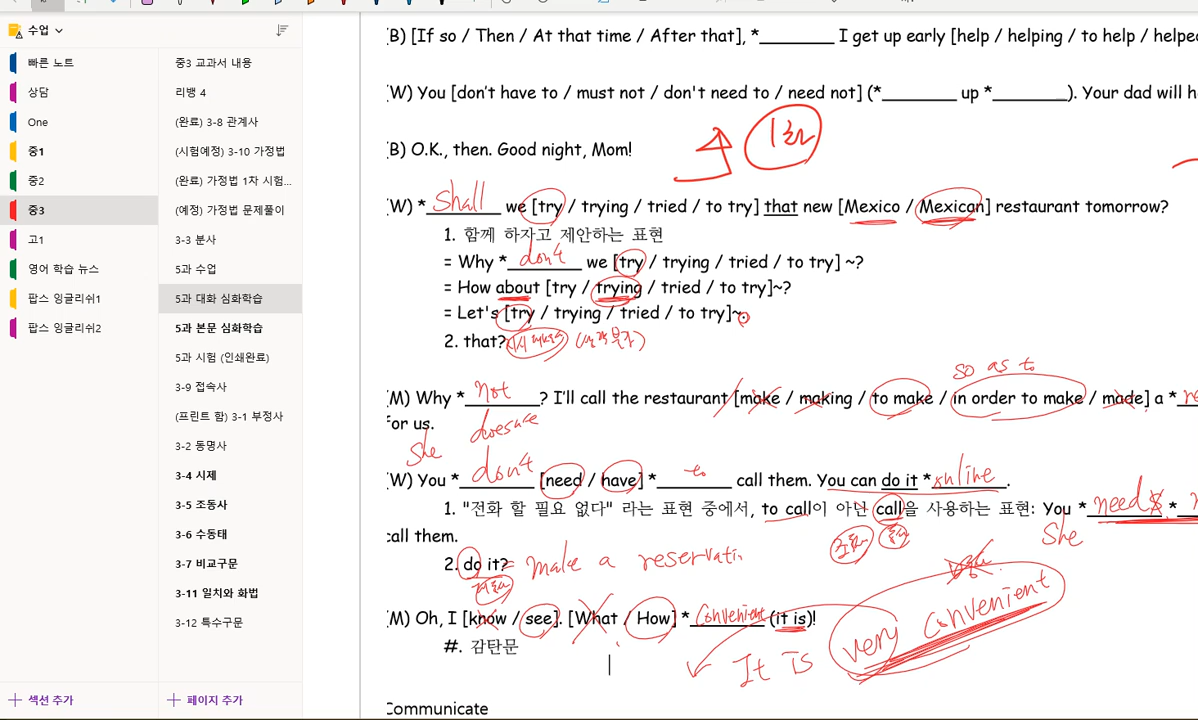 수업
빠른 노트
상담
One
중1
중2
중3
고1
영어 학습 뉴스
팝스 잉글리쉬1
팝스 잉글리쉬2
섹션 추가
중3 교과서 내용
리뱅 4
(완료) 3-8 관계사
(시험예정) 3-10 가정법
(완료) 가정법 1차 시험...
(예정) 가정법 문제풀이
3-3 분사
5과 수업
5과 대화 심화학습
5과 본문 심화학습
5과 시험 (인쇄완료)
3-9 접속사
(프린트 함) 3-1 부정사
3-2 동명사
3-4 시제
3-5 조동사
3-6 수동태
3-7 비교구문
3-11 일치와 화법
3-12 특수구문
페이지 추가
(B) [If so / Then / At that time / After that], *________ I get up early [help / helping / to help / helped
(W) You [don't have to / must not / don't need to / need not] (*________ up *________). Your dad will he
(B) O.K., then. Good night, Mom!
(W) *Shall we [try / trying / tried / to try] that new [Mexico / Mexican] restaurant tomorrow?
1. 함께 하자고 제안하는 표현
= Why *don't we [try / trying / tried / to try] ~?
= How about [try / trying / tried / to try]~?
= Let's [try / trying / tried / to try]~.
2. that?
so as to
(M) Why *not? I'll call the restaurant [make / making / to make / in order to make / made] a *re
for us.
She
(W) You *don't [need / have] *to call them. You can do it *online.
1. "전화 할 필요 없다" 라는 표현 중에서, to call이 아닌 call을 사용하는 표현: You *need *n
call them.
She
2. do it? = make a reservati
(M) Oh, I [know / see]. [What / How] *convenient (it is)!
#. 감탄문
It is very convenient
Communicate